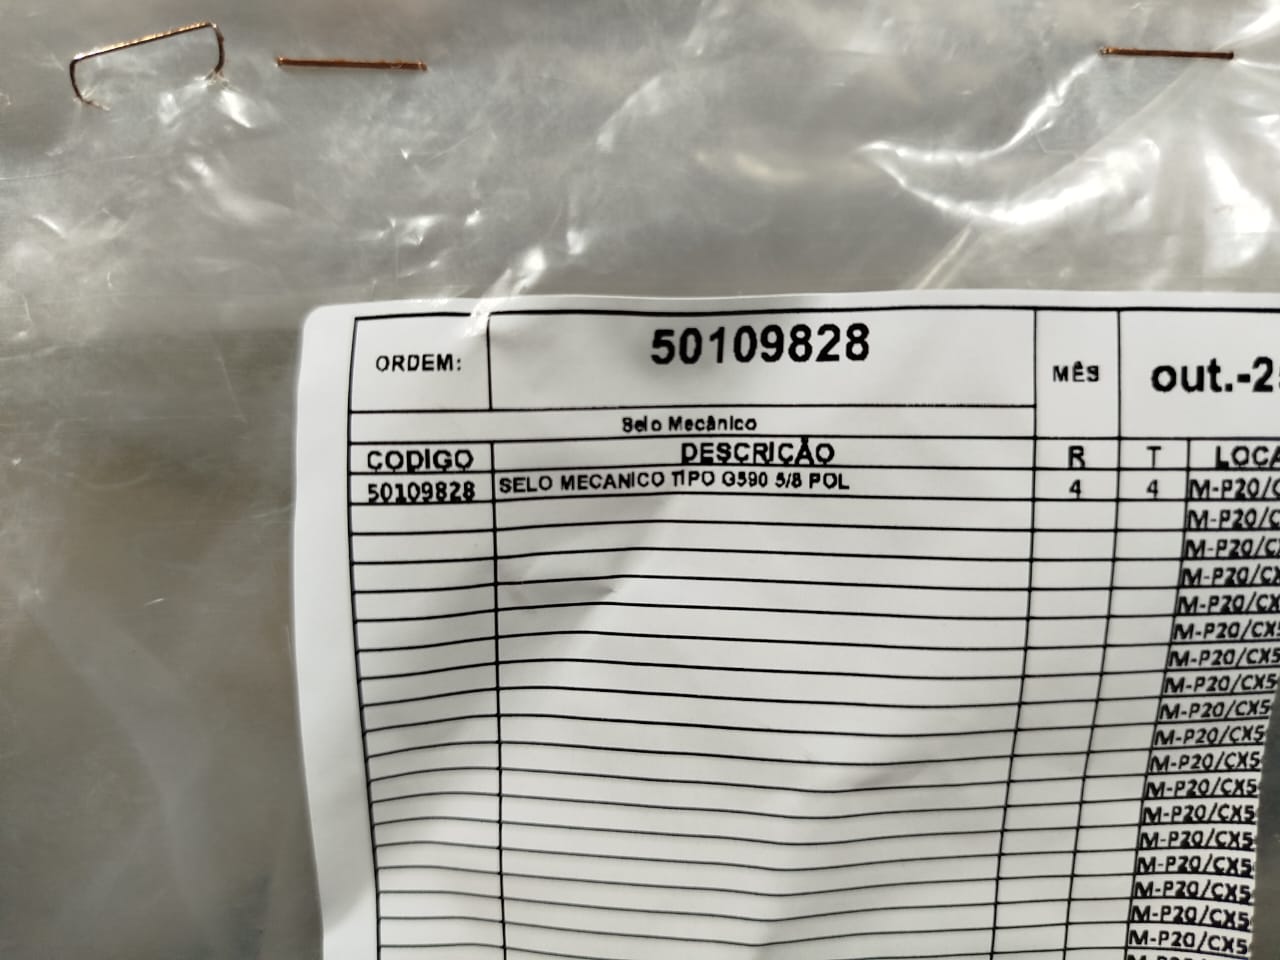 ORDEM: 50109828 MÊS out.-2
Selo Mecânico
CODIGO DESCRIÇÃO R T LOCA
50109828 SELO MECANICO TIPO G590 5/8 POL 4 4 M-P20/C
M-P20/C
M-P20/C
M-P20/CX
M-P20/CX
M-P20/CX5
M-P20/CX5
M-P20/CX5
M-P20/CX5
M-P20/CX5
M-P20/CX5
M-P20/CX5
M-P20/CX5
M-P20/CX5
M-P20/CX5
M-P20/CX5
M-P20/CX5
M-P20/CX5